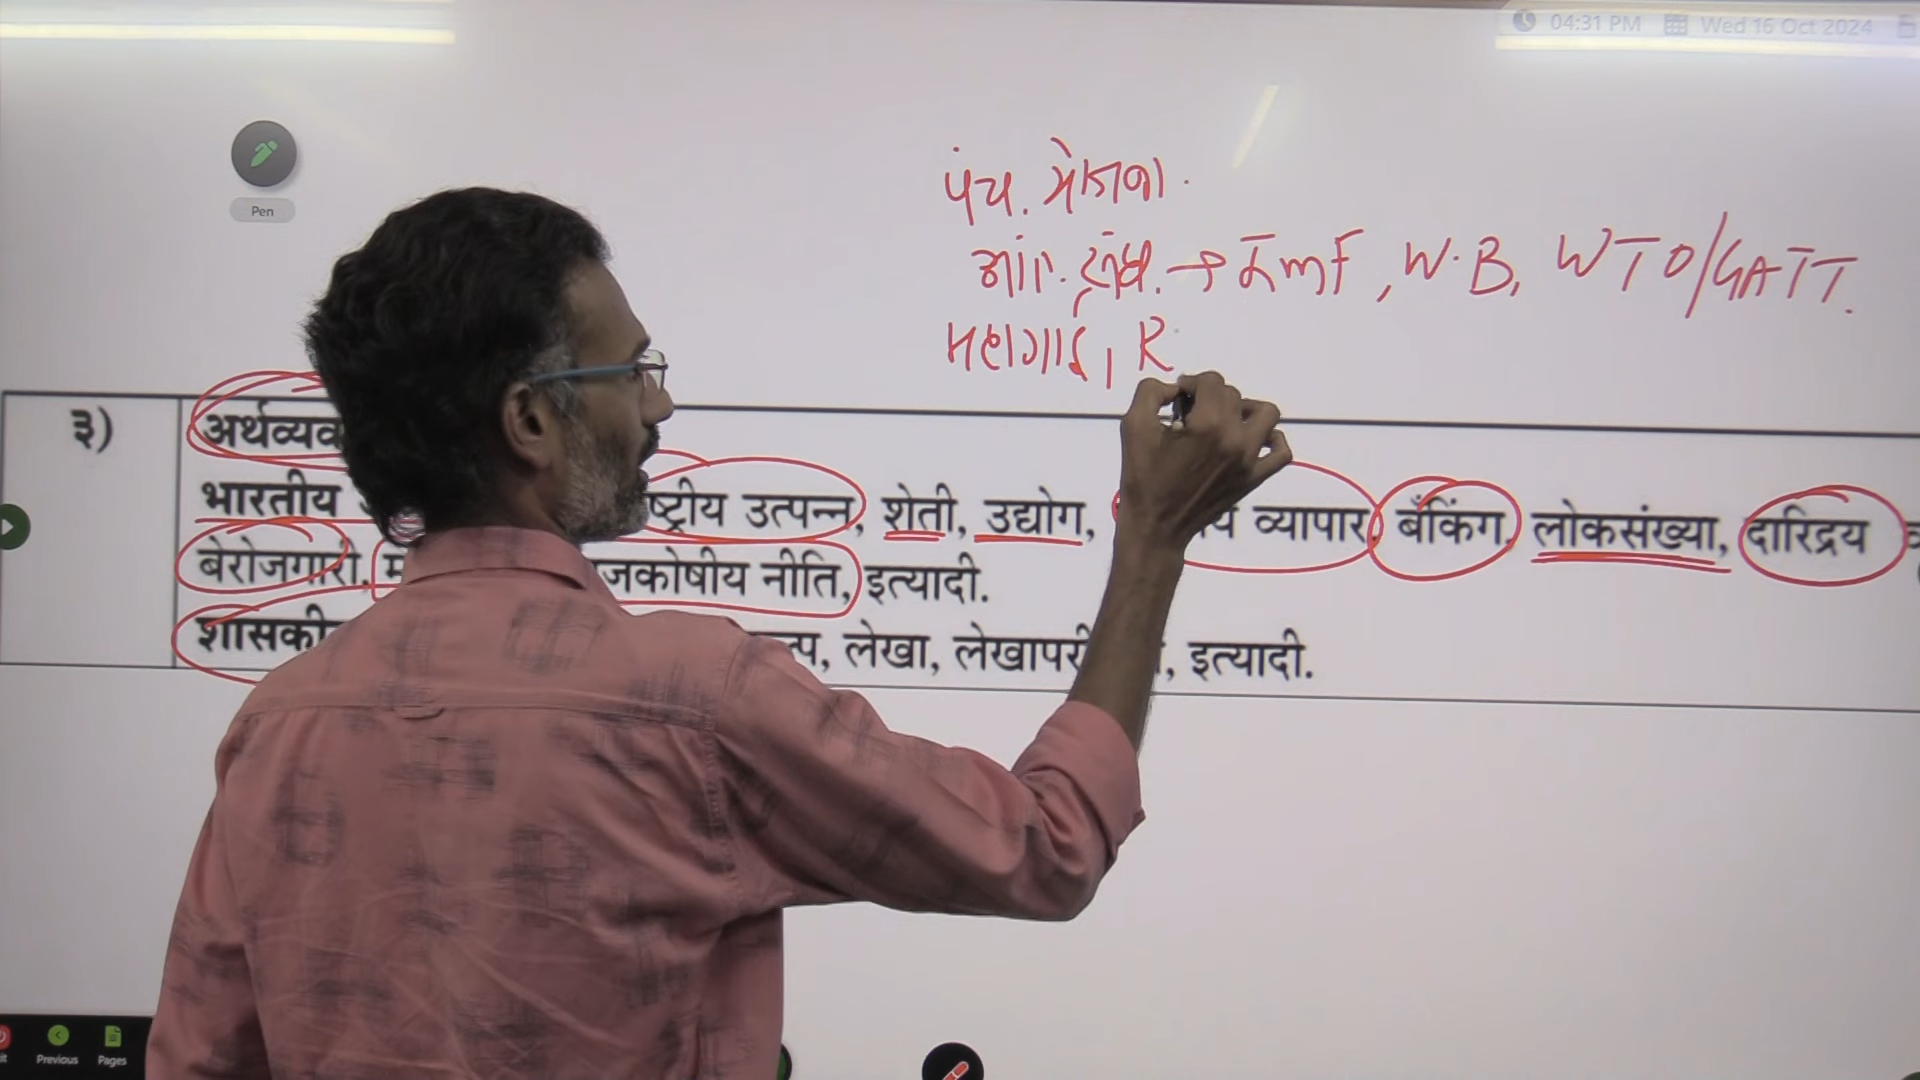 04:31 PM Wed 16 Oct 2024
Pen
पंच. योजना.
आंतर. संघ. → IMF, W.B, WTO/GATT.
महागाई, R
३)
अर्थव्यव
भारतीय ष्ट्रीय उत्पन्न, शेती, उद्योग, व्यापार, बँकिंग, लोकसंख्या, दारिद्रय व
बेरोजगारी, जकोषीय नीति, इत्यादी.
शासकी ल्प, लेखा, लेखापरी , इत्यादी.
Previous Pages